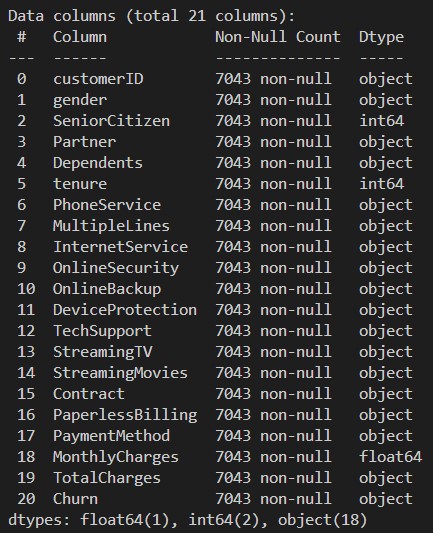 Data columns (total 21 columns):
 #   Column            Non-Null Count  Dtype
---  ------            --------------  -----
 0   customerID        7043 non-null   object
 1   gender            7043 non-null   object
 2   SeniorCitizen     7043 non-null   int64
 3   Partner           7043 non-null   object
 4   Dependents        7043 non-null   object
 5   tenure            7043 non-null   int64
 6   PhoneService      7043 non-null   object
 7   MultipleLines     7043 non-null   object
 8   InternetService   7043 non-null   object
 9   OnlineSecurity    7043 non-null   object
 10  OnlineBackup      7043 non-null   object
 11  DeviceProtection  7043 non-null   object
 12  TechSupport       7043 non-null   object
 13  StreamingTV       7043 non-null   object
 14  StreamingMovies   7043 non-null   object
 15  Contract          7043 non-null   object
 16  PaperlessBilling  7043 non-null   object
 17  PaymentMethod     7043 non-null   object
 18  MonthlyCharges    7043 non-null   float64
 19  TotalCharges      7043 non-null   object
 20  Churn             7043 non-null   object
dtypes: float64(1), int64(2), object(18)